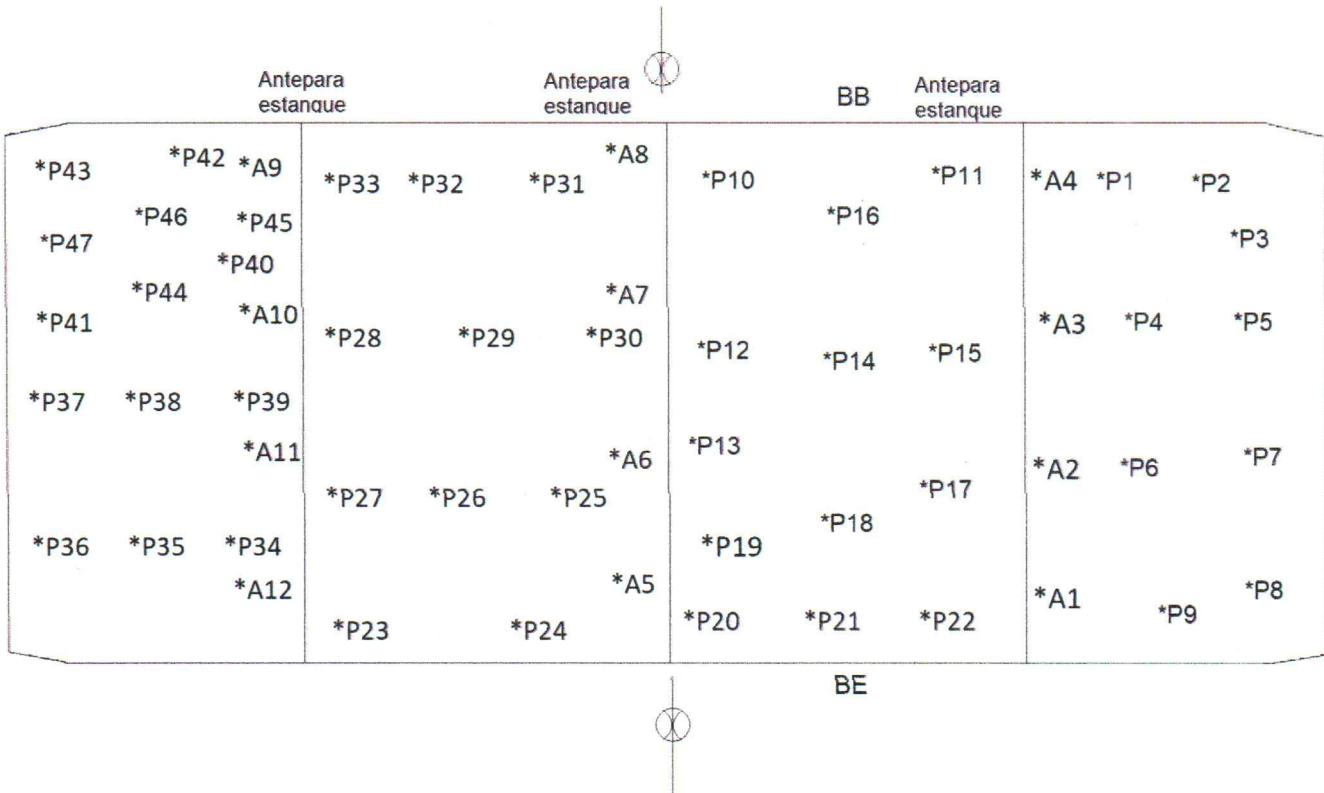 Antepara
estanque
Antepara
estanque
BB
Antepara
estanque
*P43
*P42
*A9
*P46
*P45
*P47
*P40
*P44
*A10
*P41
*P37
*P38
*P39
*A11
*P36
*P35
*P34
*A12
*P33
*P32
*P31
*A8
*A7
*P28
*P29
*P30
*A6
*P27
*P26
*P25
*A5
*P23
*P24
*P10
*P11
*P16
*P12
*P14
*P15
*P13
*P17
*P18
*P19
*P20
*P21
*P22
*A4
*P1
*P2
*P3
*A3
*P4
*P5
*A2
*P6
*P7
*A1
*P9
*P8
BE